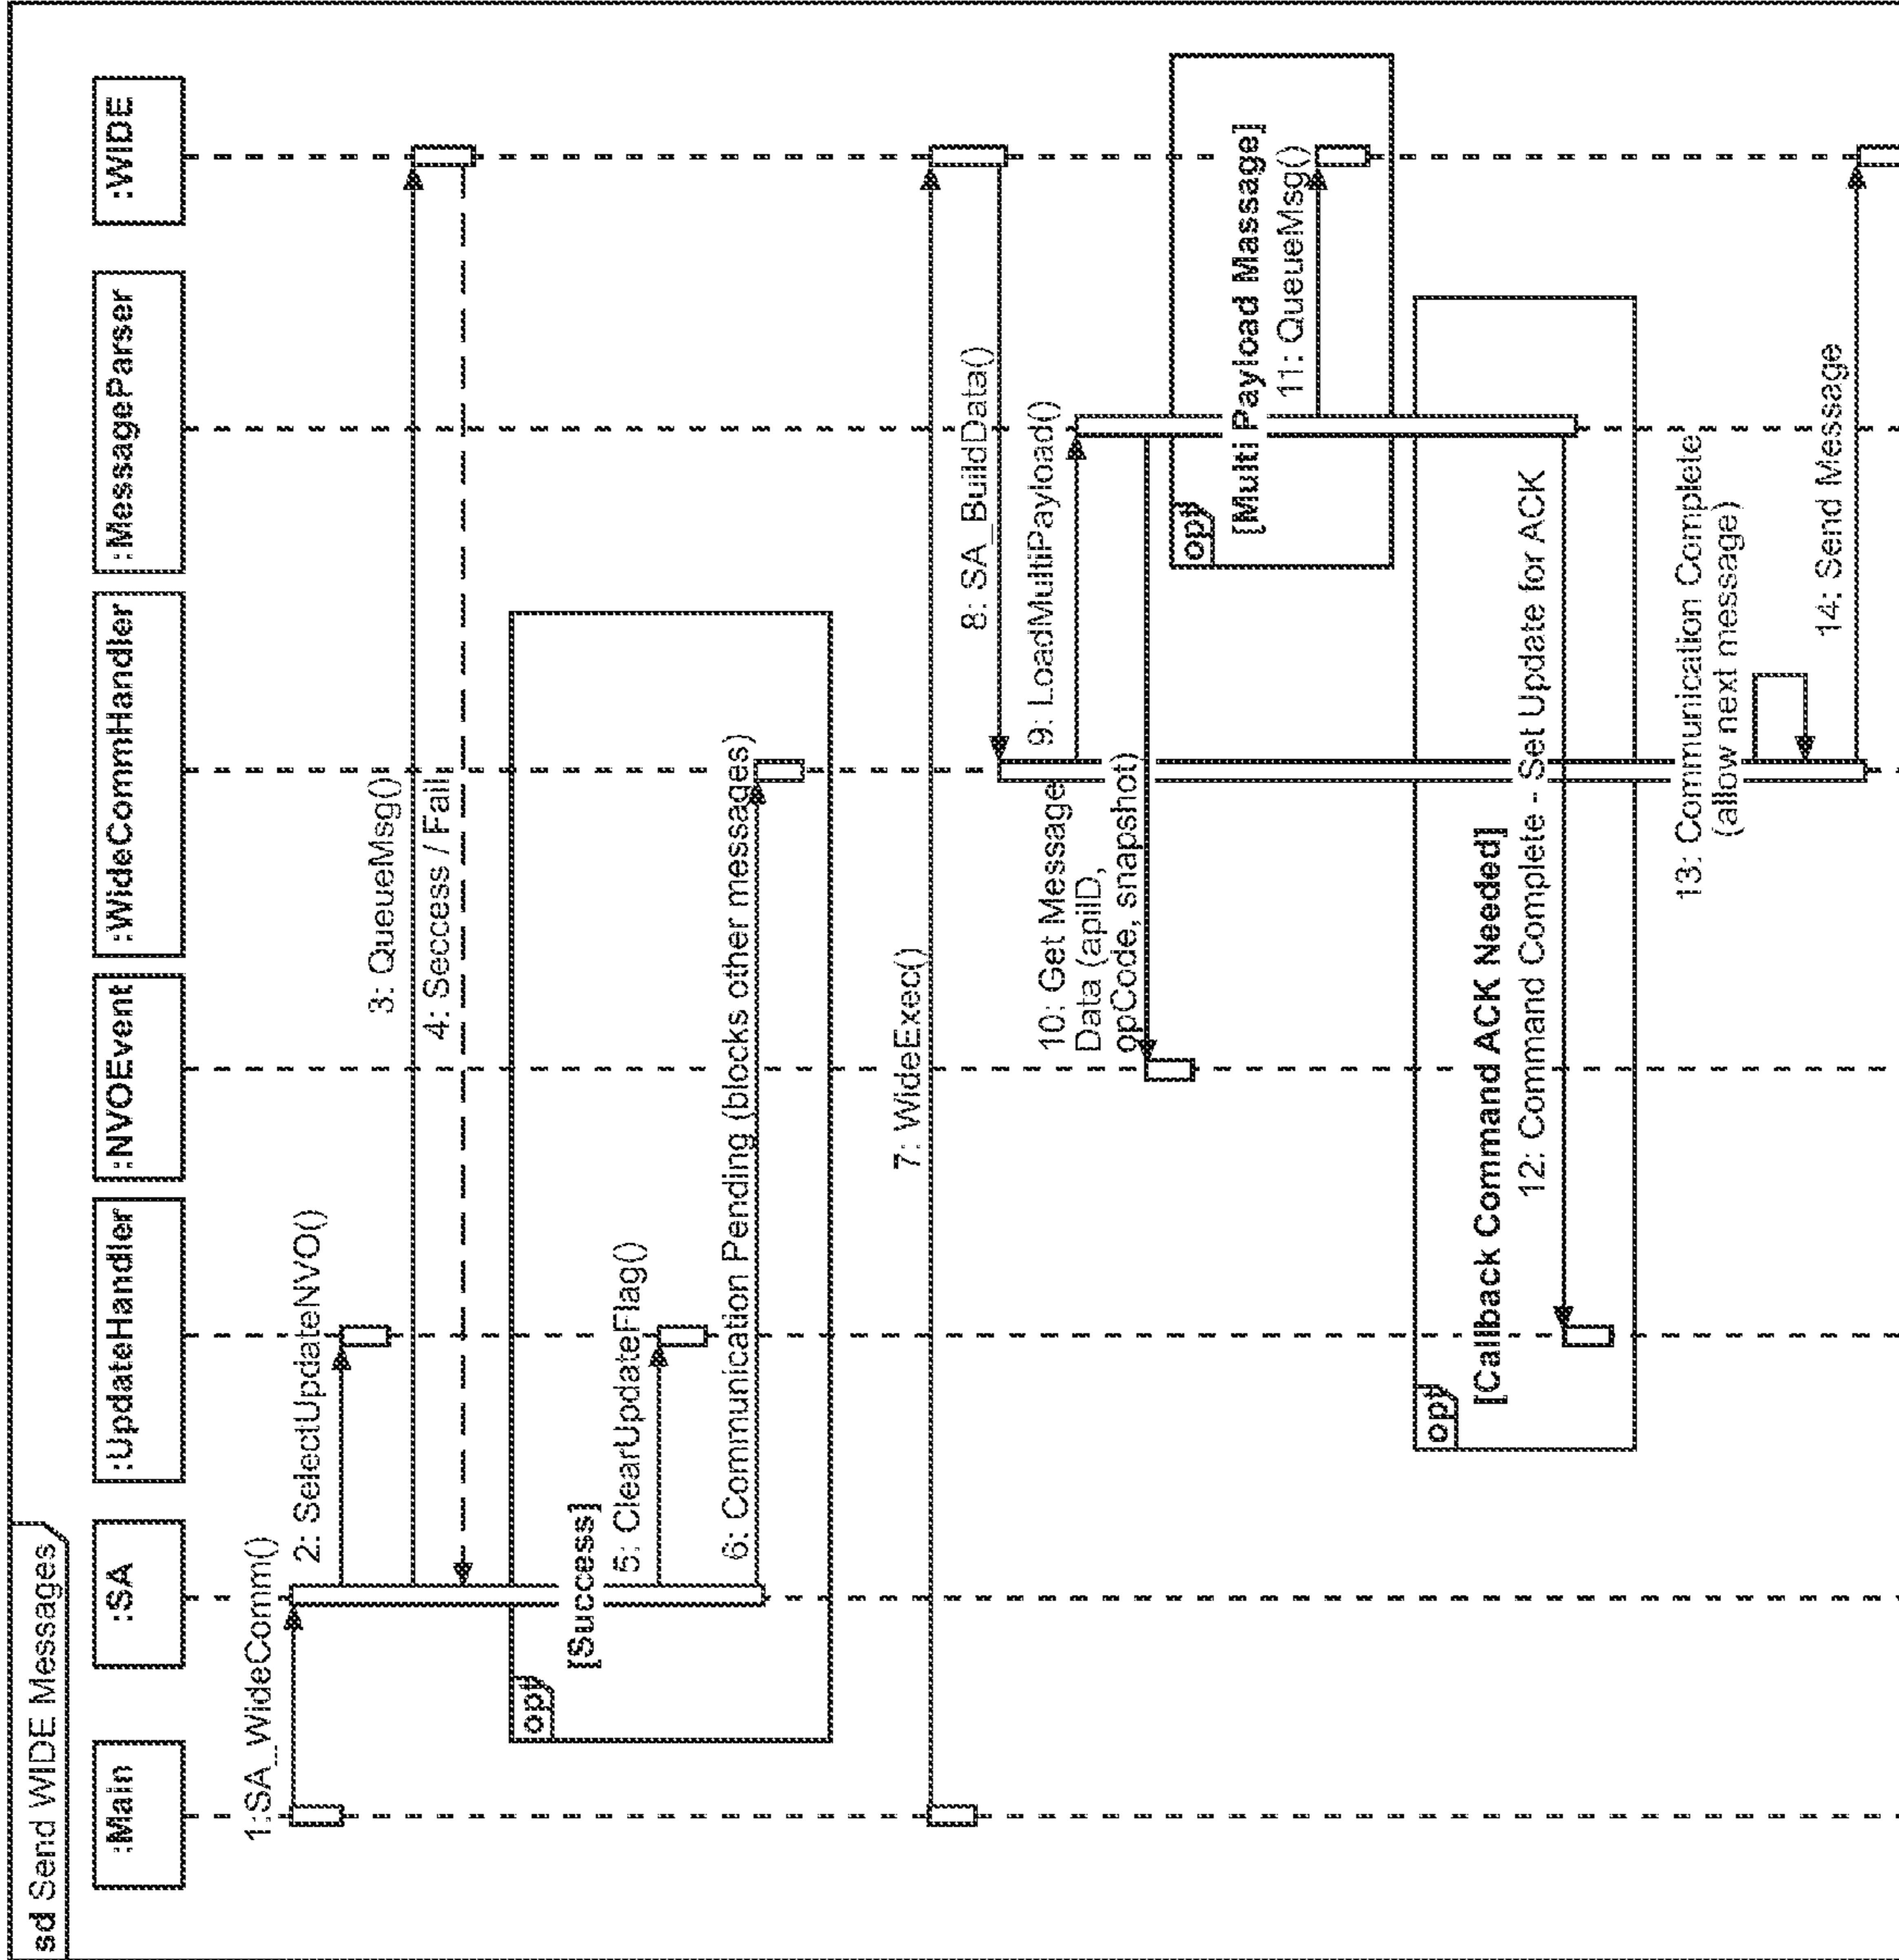 sd Send WIDE Messages
:Main
:SA
:UpdateHandler
:NVOEvent
:WideCommHandler
:MessageParser
:WIDE
1:SA_WideComm()
2: SelectUpdateNVO()
3: QueueMsg()
4: Seccess / Fail
opt
[Success]
5: ClearUpdateFlag()
6: Communication Pending (blocks other messages)
7: WideExec()
8: SA_BuildData()
9: LoadMultiPayload()
10: Get Message
Data (apiID,
opCode, snapshot)
opt
[Multi Payload Massage]
11: QueueMsg()
opt
[Callback Command ACK Needed]
12: Command Complete - Set Update for ACK
13: Communication Complete
(allow next message)
14: Send Message